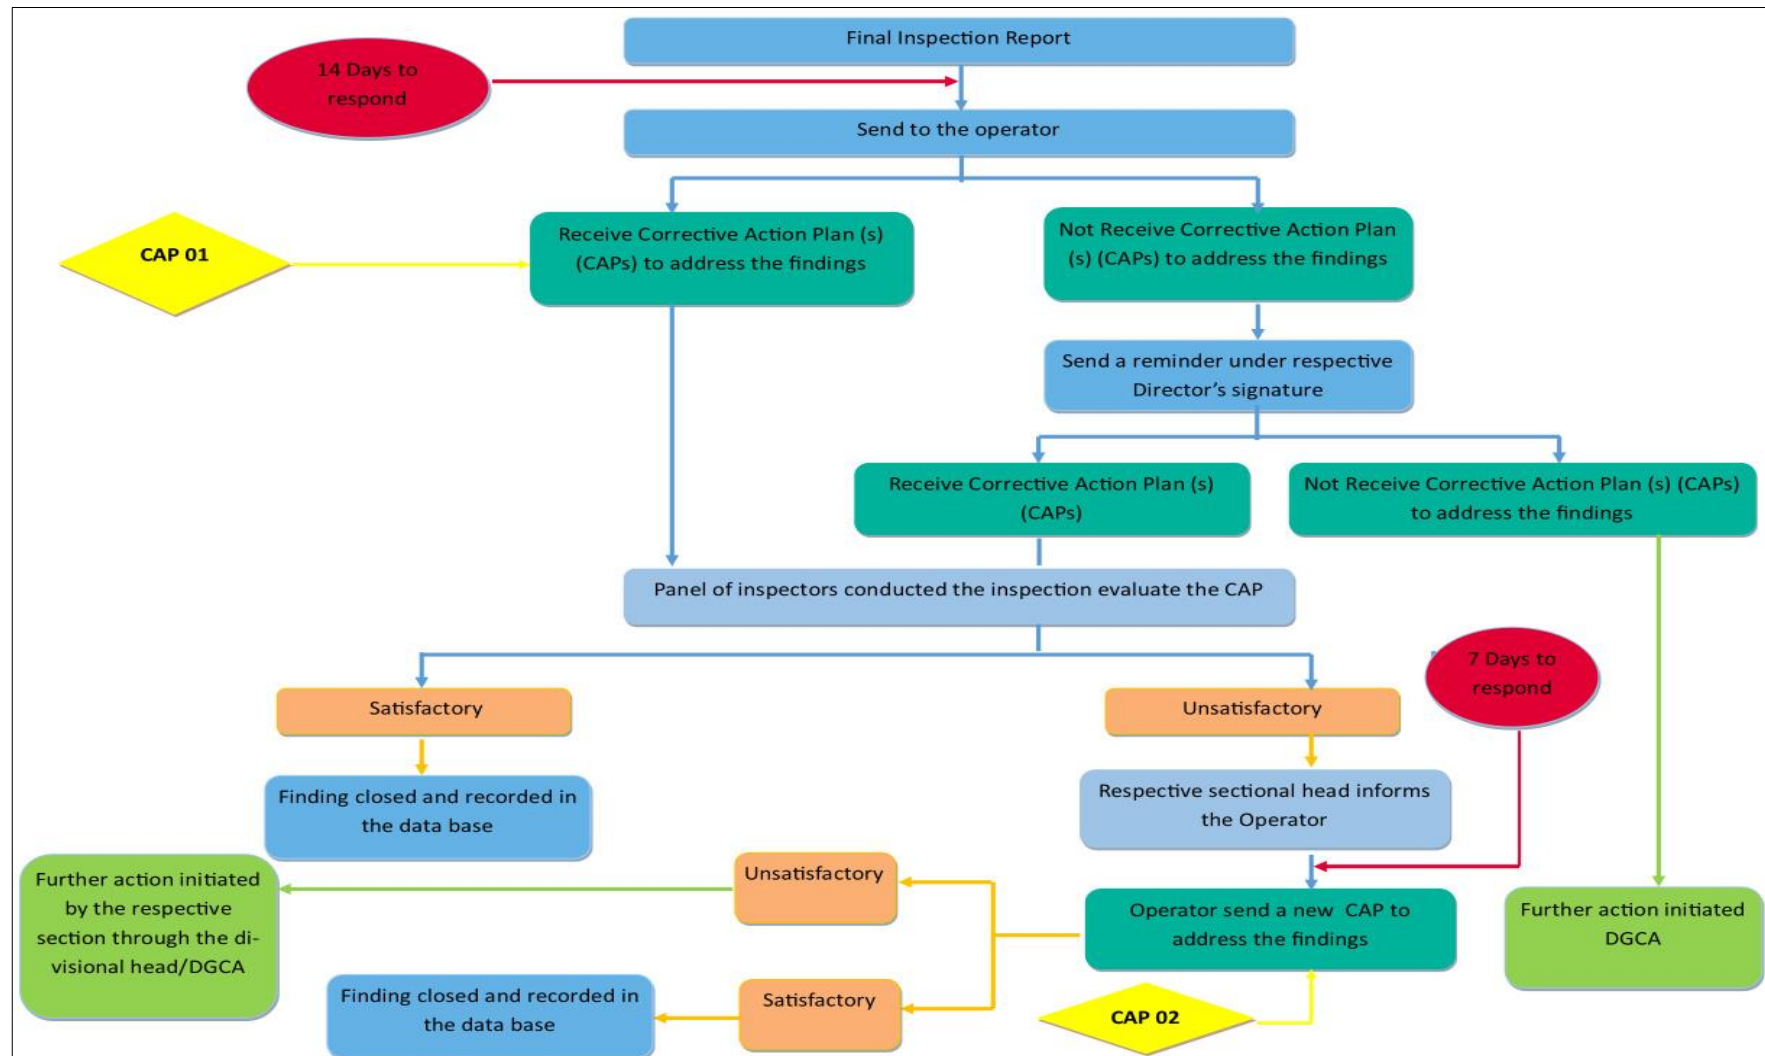 Final Inspection Report
14 Days to
respond
Send to the operator
CAP 01
Receive Corrective Action Plan (s)
(CAPs) to address the findings
Not Receive Corrective Action Plan
(s) (CAPs) to address the findings
Send a reminder under respective
Director’s signature
Receive Corrective Action Plan (s)
(CAPs)
Not Receive Corrective Action Plan (s) (CAPs)
to address the findings
Panel of inspectors conducted the inspection evaluate the CAP
7 Days to
respond
Satisfactory
Unsatisfactory
Finding closed and recorded in
the data base
Respective sectional head informs
the Operator
Further action initiated
by the respective
section through the di-
visional head/DGCA
Unsatisfactory
Operator send a new CAP to
address the findings
Further action initiated
DGCA
Finding closed and recorded in
the data base
Satisfactory
CAP 02